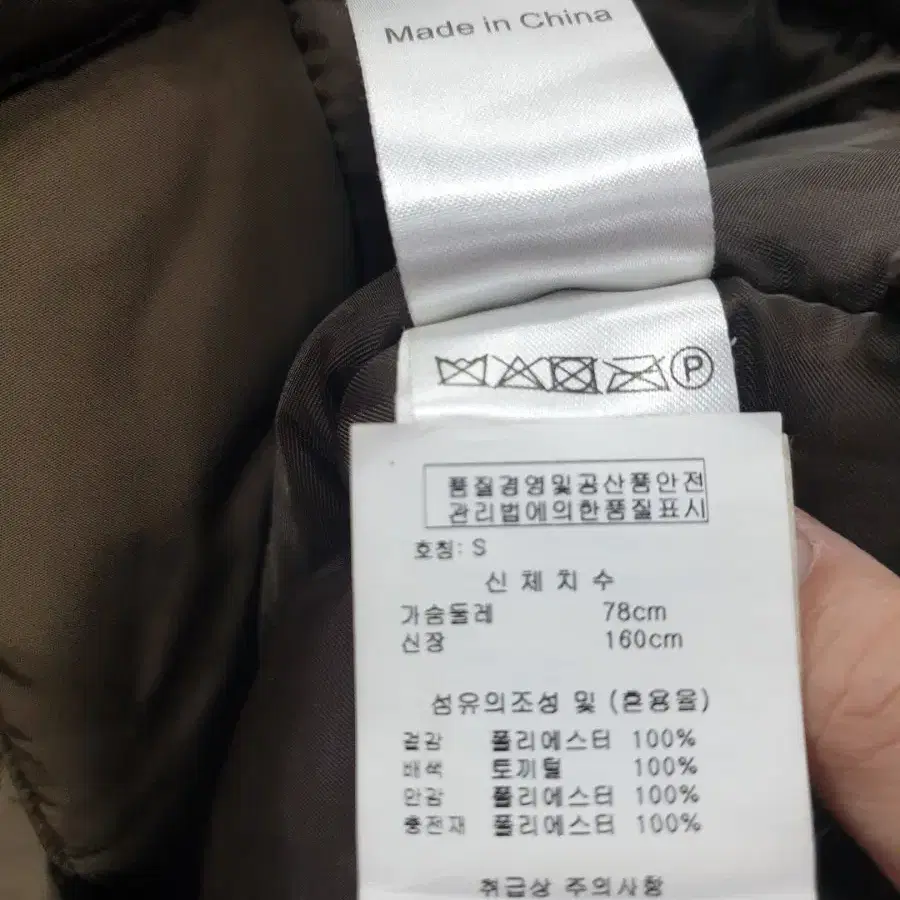 Made in China
P
품질경영및공산품안전
관리법에의한품질표시
호칭: S
신 체 치 수
가슴둘레 78cm
신장 160cm
섬유의조성 및 (혼용율)
겉감 폴리에스터 100%
배색 토끼털 100%
안감 폴리에스터 100%
충전재 폴리에스터 100%
취급상 주의사항